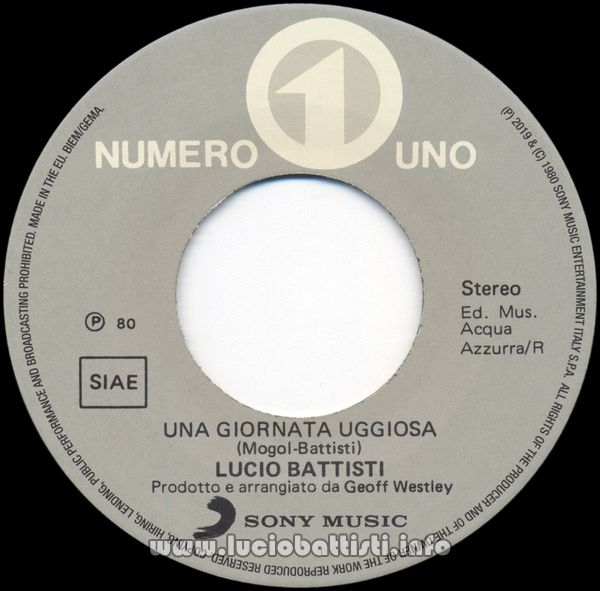 1
NUMERO UNO
Stereo
Ed. Mus.
Acqua
Azzurra/R
Ⓟ 80
SIAE
UNA GIORNATA UGGIOSA
(Mogol-Battisti)
LUCIO BATTISTI
Prodotto e arrangiato da Geoff Westley
SONY MUSIC
www.luciobattisti.info
(P) 2019 & (C) 1980 SONY MUSIC ENTERTAINMENT ITALY S.P.A. ALL RIGHTS OF THE PRODUCER AND OF THE OWNER OF THE WORK REPRODUCED RESERVED. COPYING, HIRING, LENDING, PUBLIC PERFORMANCE AND BROADCASTING PROHIBITED. MADE IN THE EU. BIEM/GEMA.